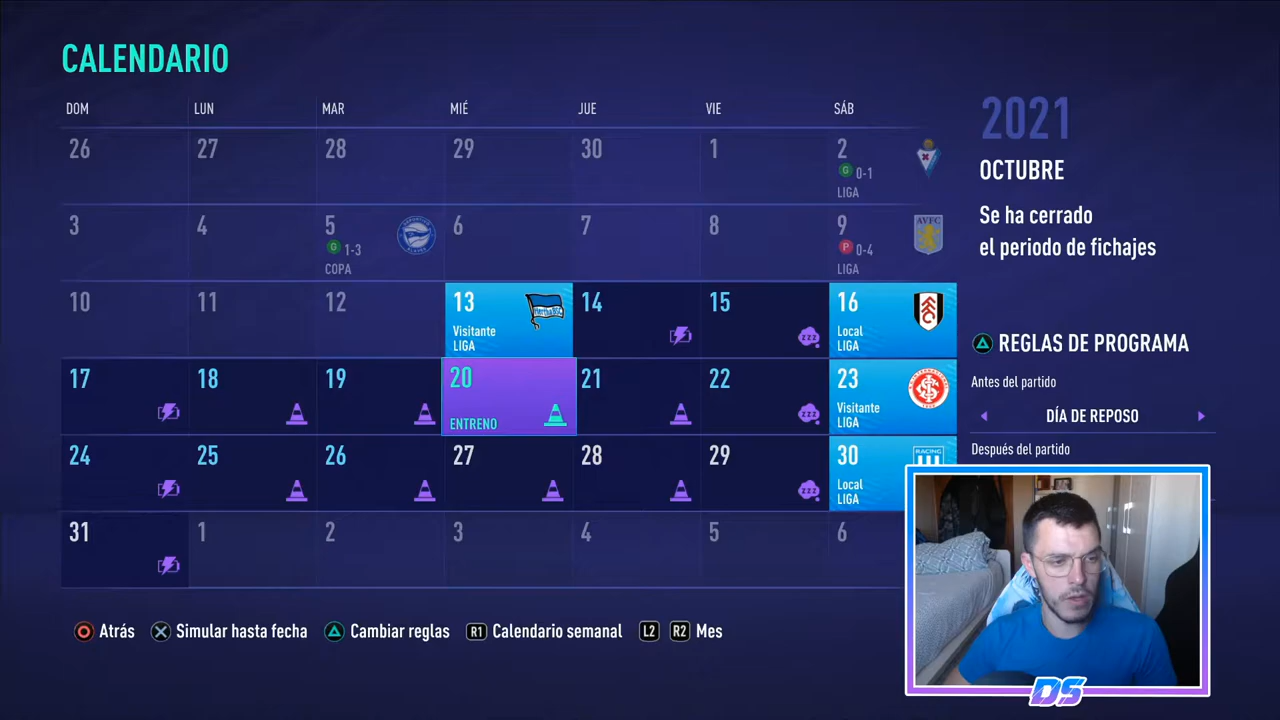 CALENDARIO
DOM LUN MAR MIÉ JUE VIE SÁB
26 27 28 29 30 1 2
G 0-1
LIGA
3 4 5 6 7 8 9
G 1-3 P 0-4
COPA LIGA
AVFC
10 11 12 13 14 15 16
Visitante Local
LIGA LIGA
17 18 19 20 21 22 23
Visitante
ENTRENO LIGA
zzz
24 25 26 27 28 29 30
Local
LIGA
zzz
RACING
31 1 2 3 4 5 6
2021
OCTUBRE
Se ha cerrado
el periodo de fichajes
REGLAS DE PROGRAMA
Antes del partido
DÍA DE REPOSO
Después del partido
Atrás Simular hasta fecha Cambiar reglas R1 Calendario semanal L2 R2 Mes
DS